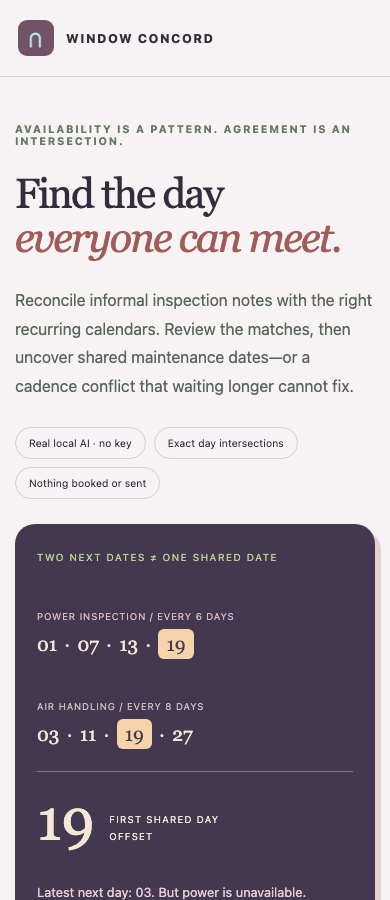 WINDOW CONCORD
AVAILABILITY IS A PATTERN. AGREEMENT IS AN
INTERSECTION.
Find the day
everyone can meet.
Reconcile informal inspection notes with the right
recurring calendars. Review the matches, then
uncover shared maintenance dates—or a
cadence conflict that waiting longer cannot fix.
Real local AI · no key
Exact day intersections
Nothing booked or sent
TWO NEXT DATES ≠ ONE SHARED DATE
POWER INSPECTION / EVERY 6 DAYS
01 · 07 · 13 · 19
AIR HANDLING / EVERY 8 DAYS
03 · 11 · 19 · 27
19 FIRST SHARED DAY
OFFSET
Latest next day: 03. But power is unavailable.